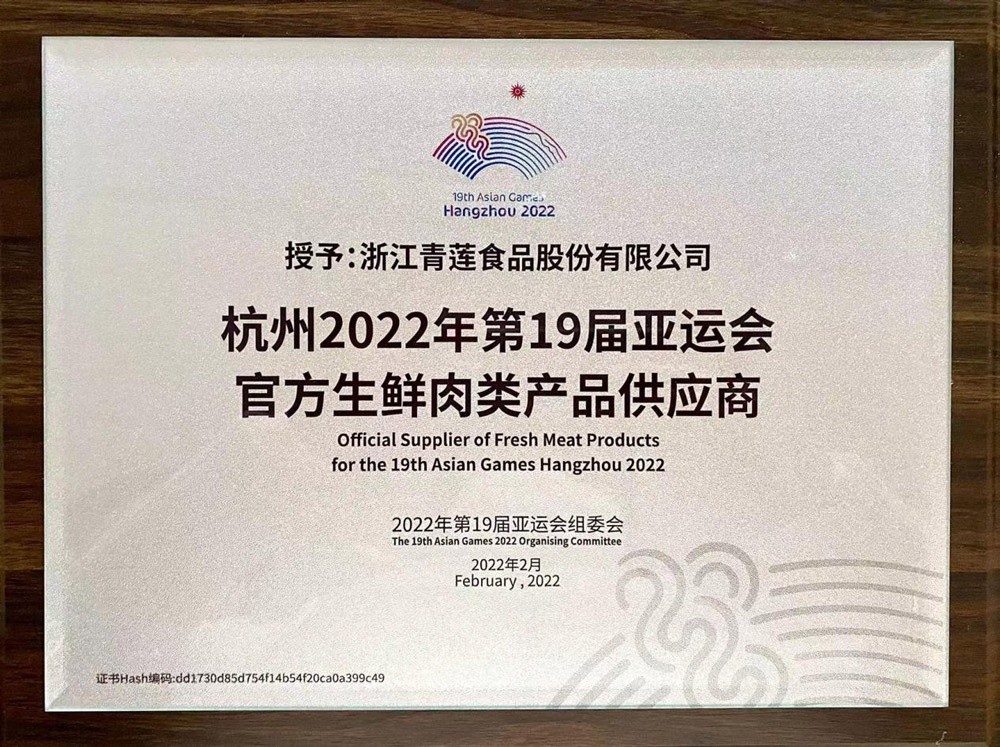 19th Asian Games
Hangzhou 2022
授予:浙江青莲食品股份有限公司
杭州2022年第19届亚运会
官方生鲜肉类产品供应商
Official Supplier of Fresh Meat Products
for the 19th Asian Games Hangzhou 2022
2022年第19届亚运会组委会
The 19th Asian Games 2022 Organising Committee
2022年2月
February , 2022
证书Hash编码:dd1730d85d754f14b54f20ca0a399c49